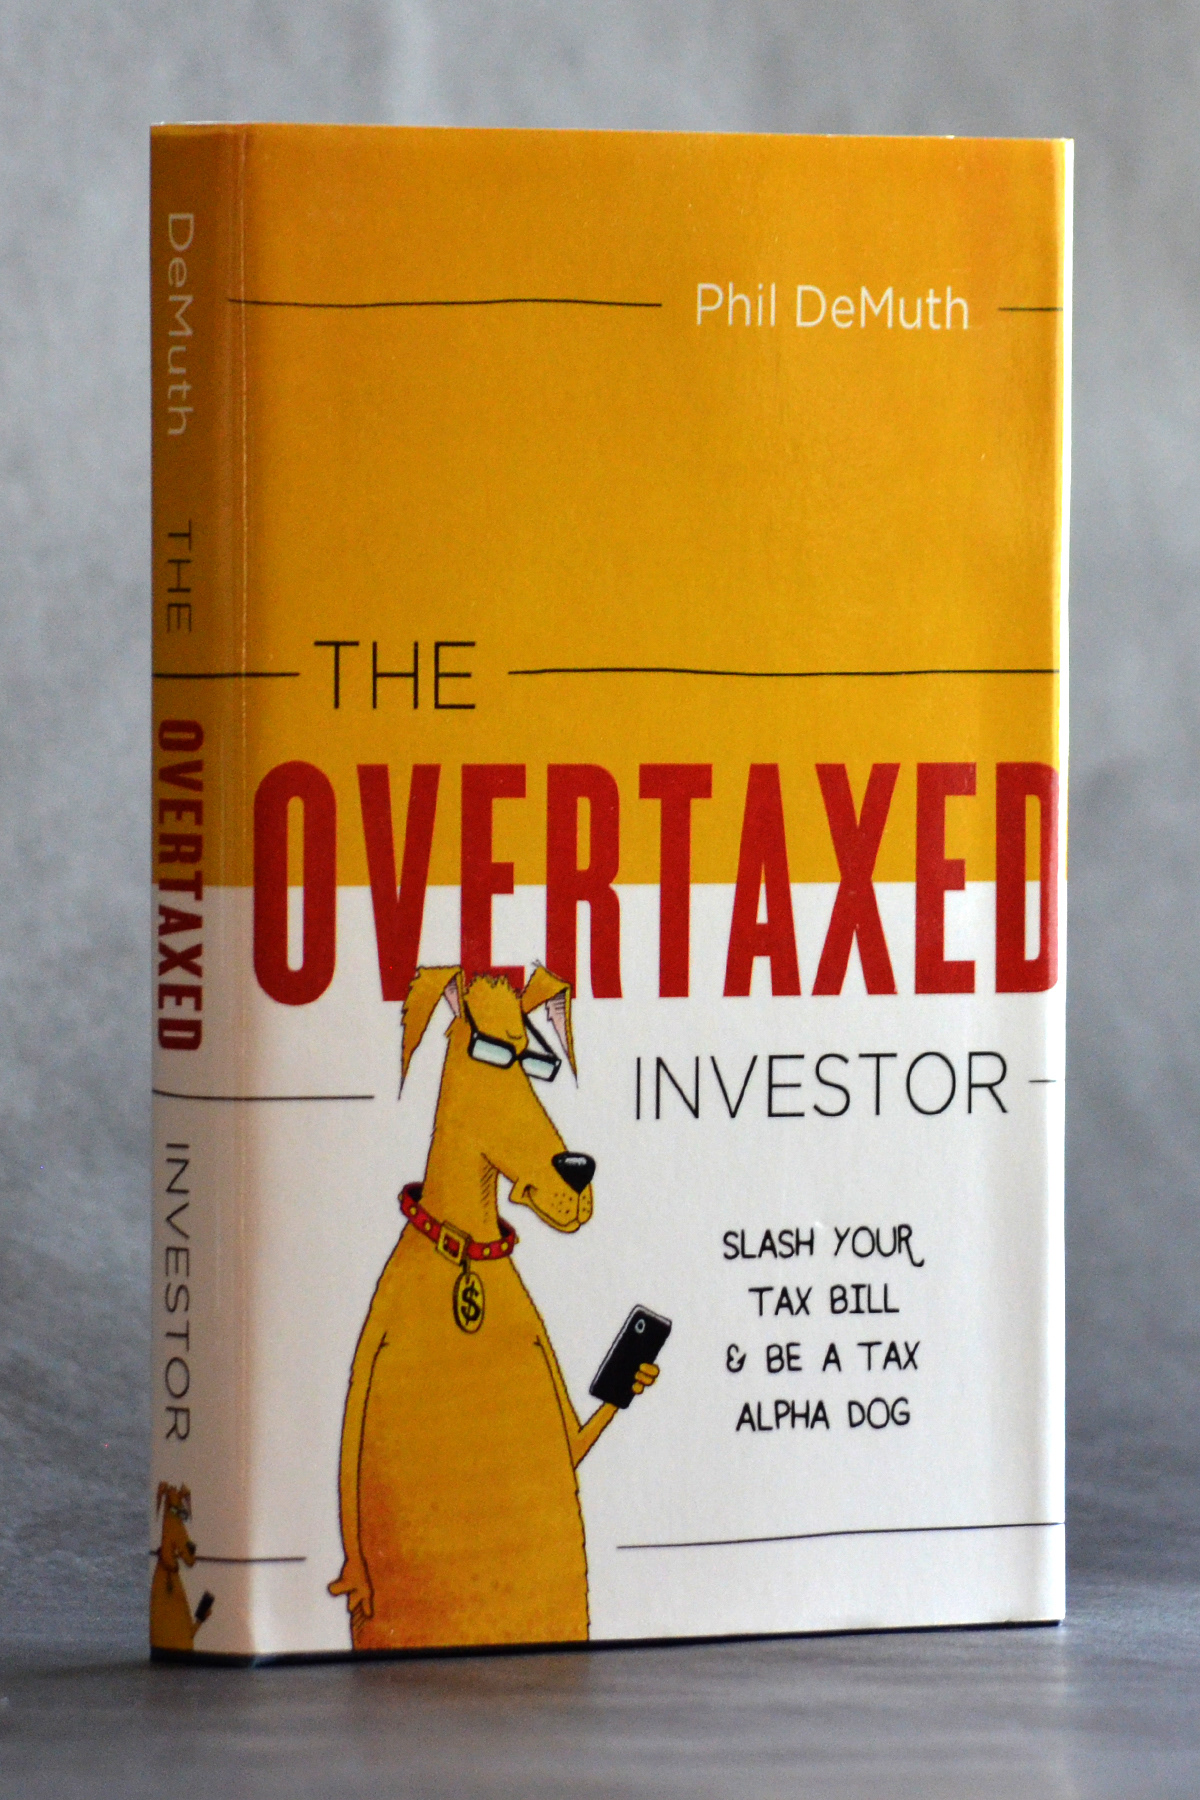 DeMuth THE OVERTAXED INVESTOR
Phil DeMuth
THE
OVERTAXED
INVESTOR
$
SLASH YOUR
TAX BILL
& BE A TAX
ALPHA DOG